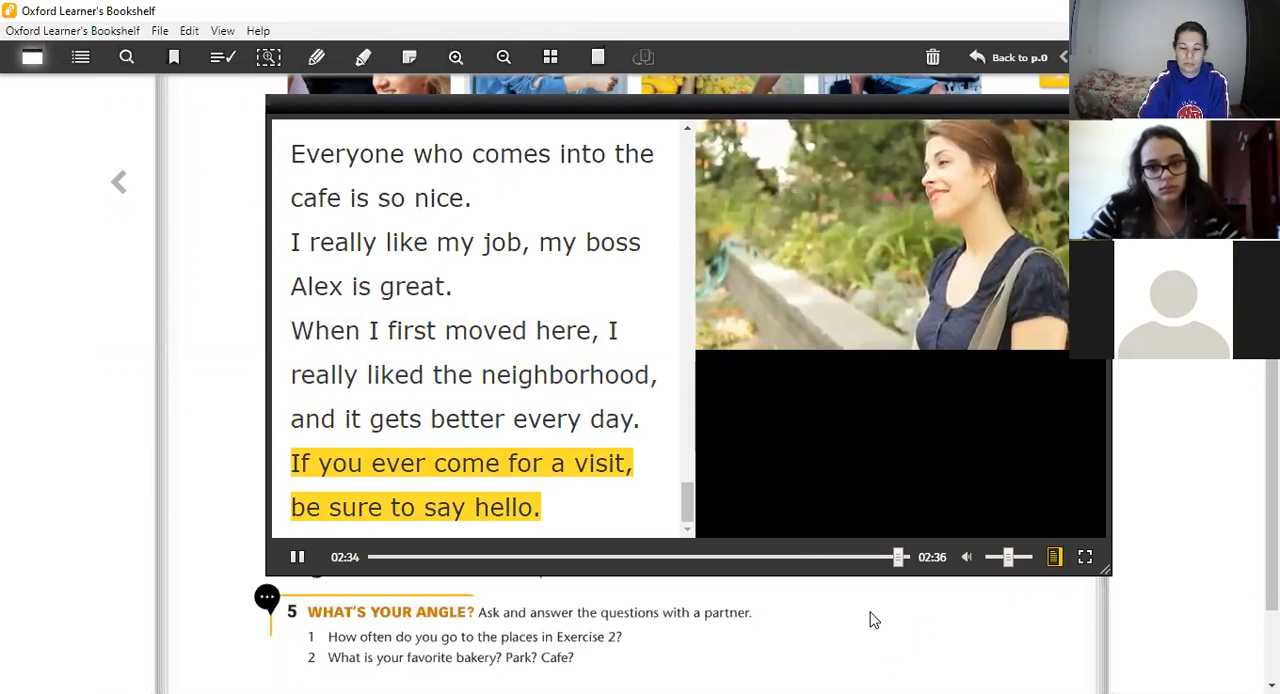 Oxford Learner's Bookshelf
Oxford Learner's Bookshelf File Edit View Help
Back to p.0
Everyone who comes into the
cafe is so nice.
I really like my job, my boss
Alex is great.
When I first moved here, I
really liked the neighborhood,
and it gets better every day.
If you ever come for a visit,
be sure to say hello.
02:34 02:36
5 WHAT'S YOUR ANGLE? Ask and answer the questions with a partner.
1 How often do you go to the places in Exercise 2?
2 What is your favorite bakery? Park? Cafe?